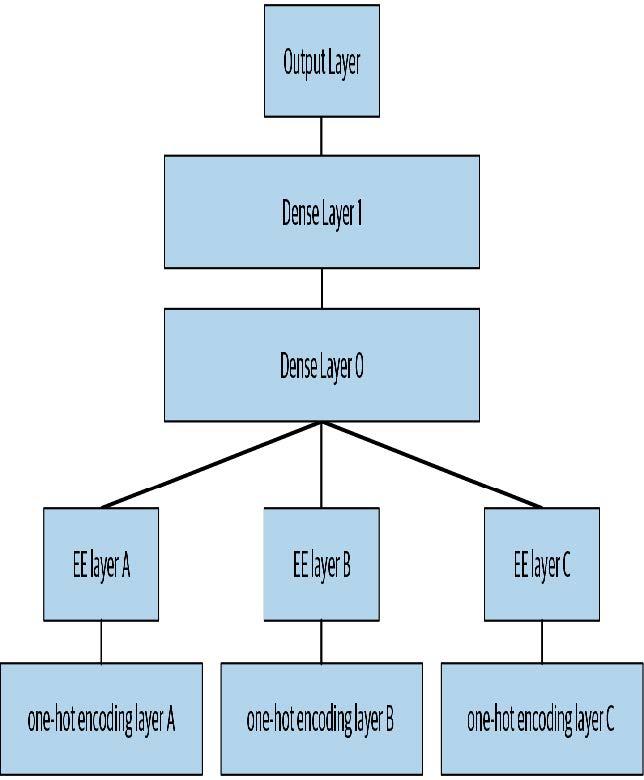 Output Layer
Dense Layer 1
Dense Layer 0
EE layer A
EE layer B
EE layer C
one-hot encoding layer A
one-hot encoding layer B
one-hot encoding layer C